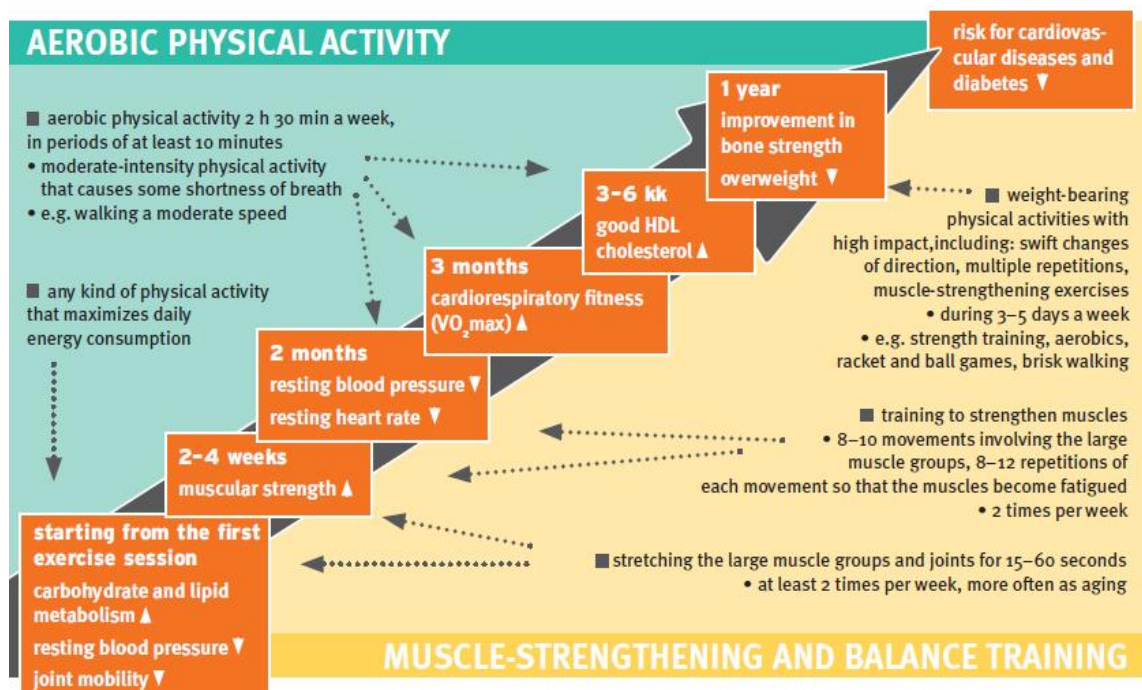 AEROBIC PHYSICAL ACTIVITY
■ aerobic physical activity 2 h 30 min a week,
in periods of at least 10 minutes
• moderate-intensity physical activity
that causes some shortness of breath
• e.g. walking a moderate speed
■ any kind of physical activity
that maximizes daily
energy consumption
risk for cardiovas-
cular diseases and
diabetes ▼
1 year
improvement in
bone strength
overweight ▼
3–6 kk
good HDL
cholesterol ▲
3 months
cardiorespiratory fitness
(VO₂max) ▲
2 months
resting blood pressure ▼
resting heart rate ▼
2–4 weeks
muscular strength ▲
starting from the first
exercise session
carbohydrate and lipid
metabolism ▲
resting blood pressure ▼
joint mobility ▼
■ weight-bearing
physical activities with
high impact,including: swift changes
of direction, multiple repetitions,
muscle-strengthening exercises
• during 3–5 days a week
• e.g. strength training, aerobics,
racket and ball games, brisk walking
■ training to strengthen muscles
• 8–10 movements involving the large
muscle groups, 8–12 repetitions of
each movement so that the muscles become fatigued
• 2 times per week
■ stretching the large muscle groups and joints for 15–60 seconds
• at least 2 times per week, more often as aging
MUSCLE-STRENGTHENING AND BALANCE TRAINING